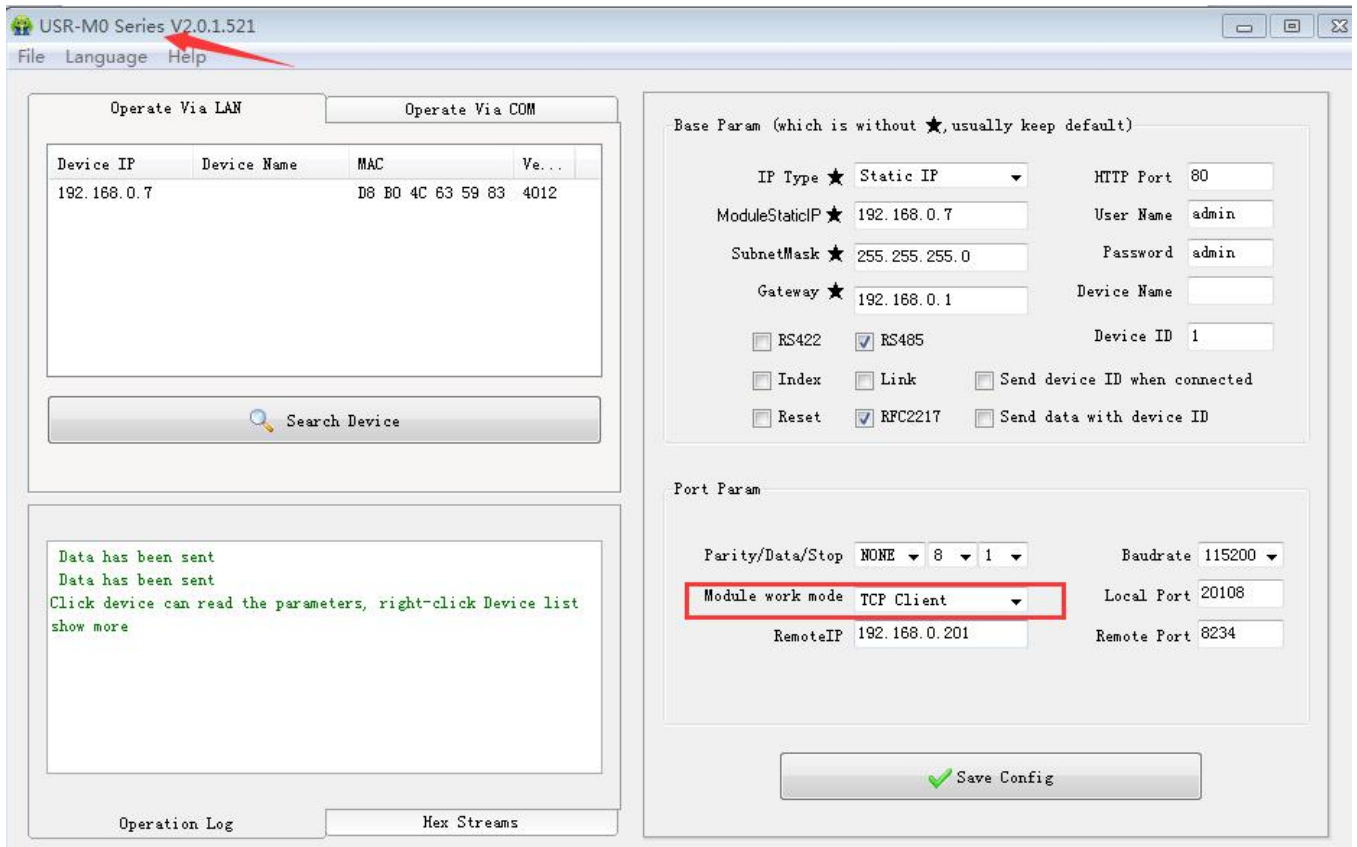 USR-M0 Series V2.0.1.521
File Language Help
Operate Via LAN
Operate Via COM
Device IP Device Name MAC Ve...
192.168.0.7 D8 B0 4C 63 59 83 4012
Search Device
Data has been sent
Data has been sent
Click device can read the parameters, right-click Device list
show more
Operation Log
Hex Streams
Base Param (which is without ★,usually keep default)
IP Type ★ Static IP HTTP Port 80
ModuleStaticIP ★ 192.168.0.7 User Name admin
SubnetMask ★ 255.255.255.0 Password admin
Gateway ★ 192.168.0.1 Device Name
RS422 RS485 Device ID 1
Index Link Send device ID when connected
Reset RFC2217 Send data with device ID
Port Param
Parity/Data/Stop NONE 8 1 Baudrate 115200
Module work mode TCP Client Local Port 20108
RemoteIP 192.168.0.201 Remote Port 8234
Save Config